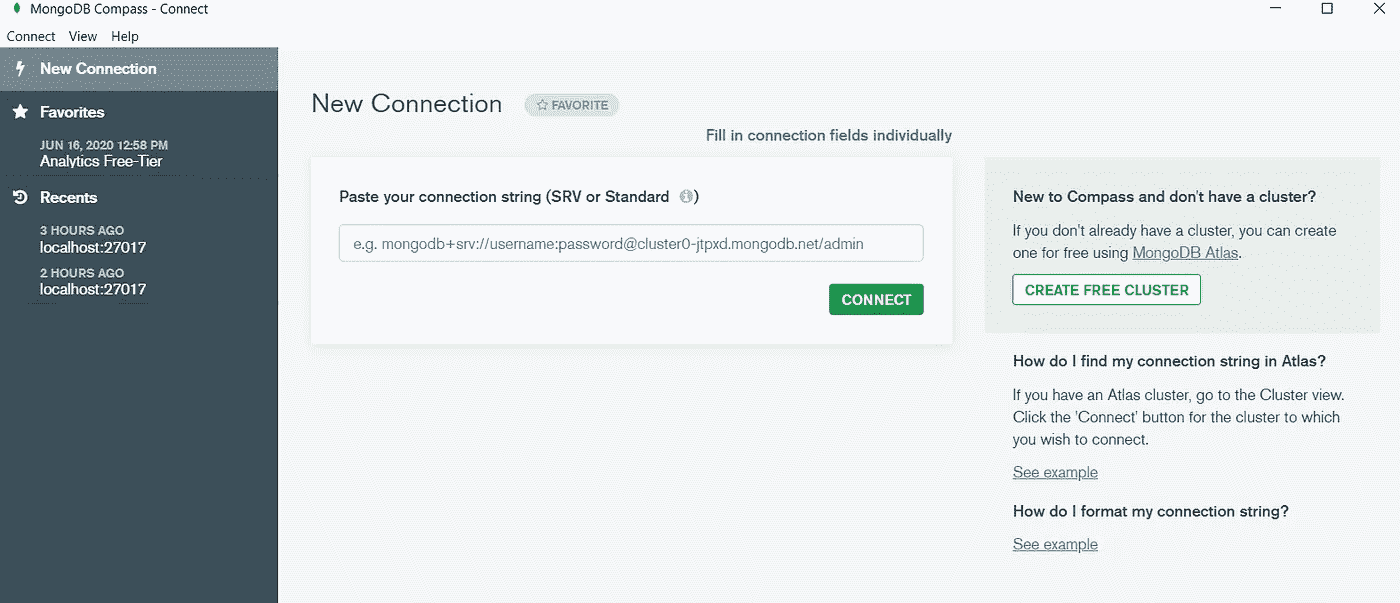 MongoDB Compass - Connect
Connect View Help
New Connection
Favorites
JUN 16, 2020 12:58 PM
Analytics Free-Tier
Recents
3 HOURS AGO
localhost:27017
2 HOURS AGO
localhost:27017
New Connection
FAVORITE
Fill in connection fields individually
Paste your connection string (SRV or Standard )
e.g. mongodb+srv://username:password@cluster0-jtpxd.mongodb.net/admin
CONNECT
New to Compass and don't have a cluster?
If you don't already have a cluster, you can create
one for free using MongoDB Atlas.
CREATE FREE CLUSTER
How do I find my connection string in Atlas?
If you have an Atlas cluster, go to the Cluster view.
Click the 'Connect' button for the cluster to which
you wish to connect.
See example
How do I format my connection string?
See example